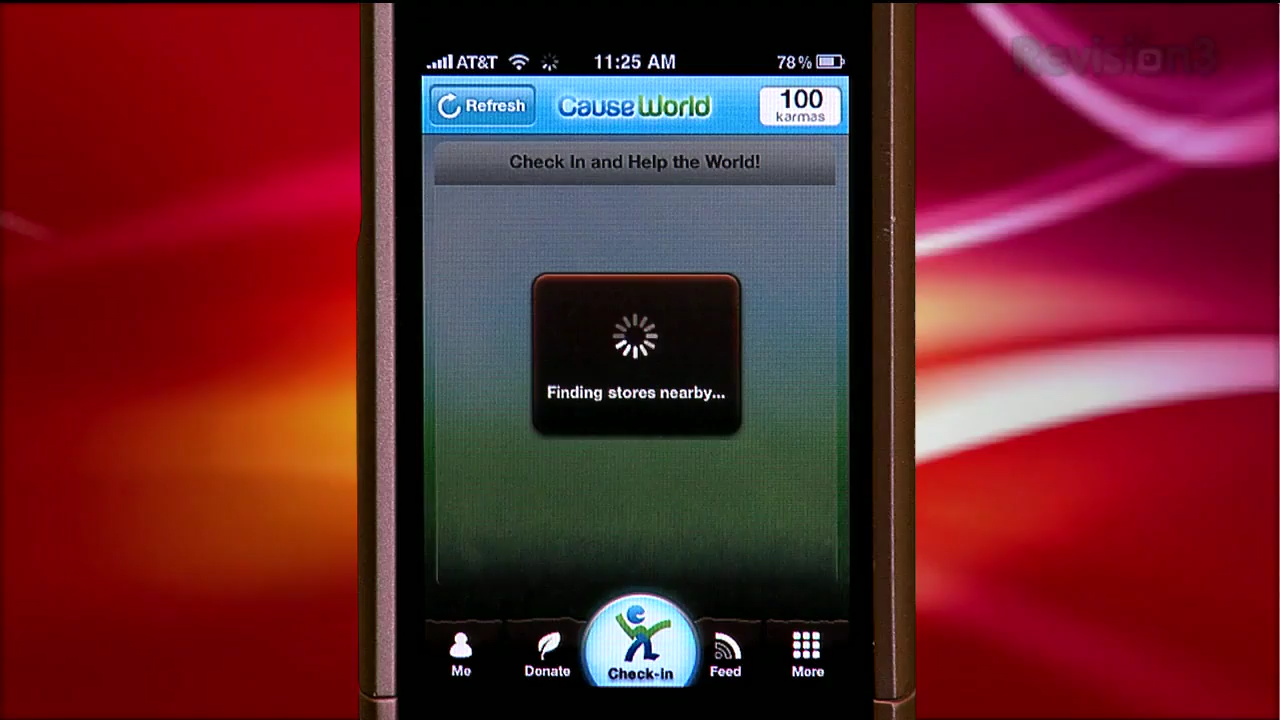 Revision3
AT&T 11:25 AM 78%
Refresh CauseWorld 100 karmas
Check In and Help the World!
Finding stores nearby...
Me Donate Check-in Feed More